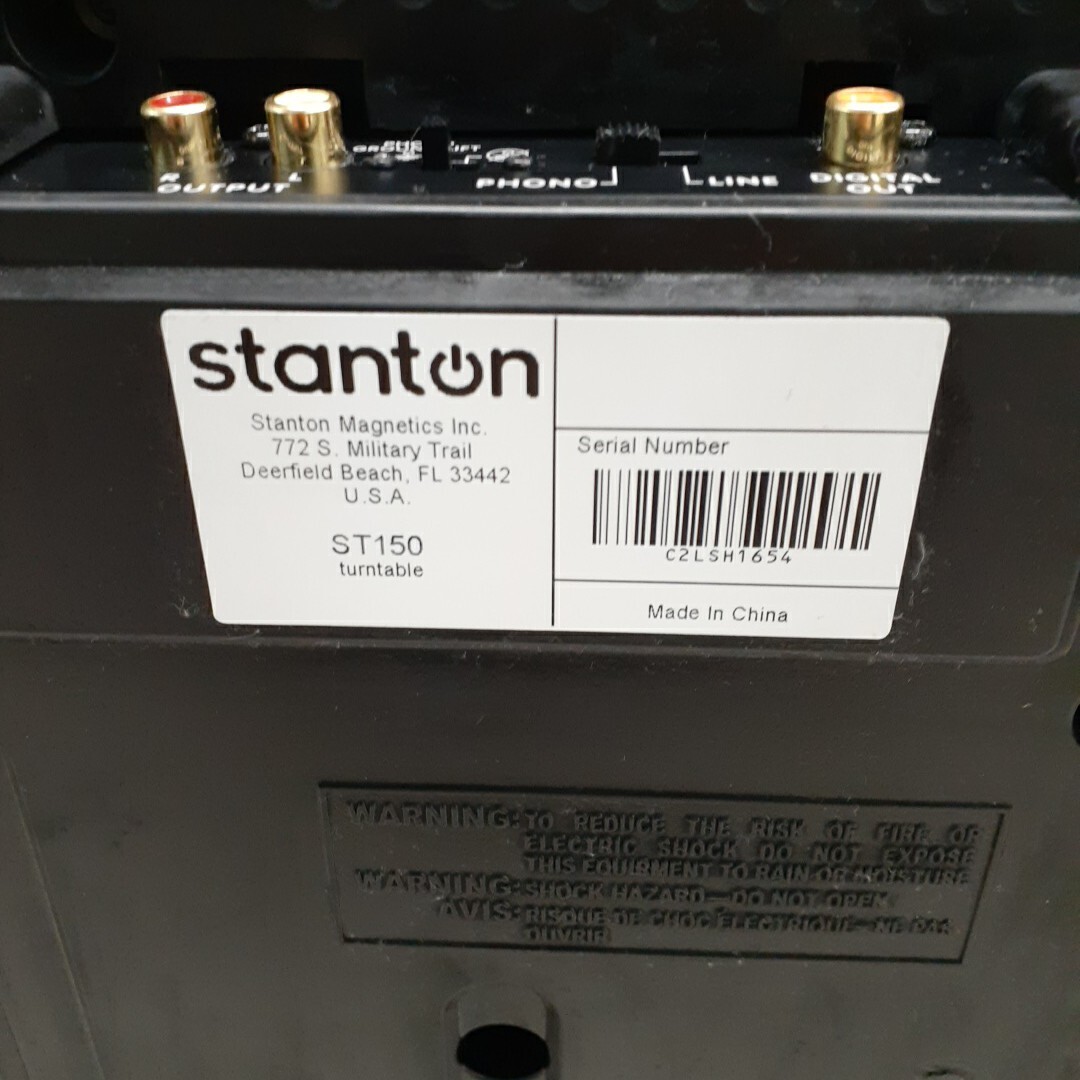 R L
OUTPUT
PHONO
LINE
DIGITAL
OUT
stanton
Stanton Magnetics Inc.
772 S. Military Trail
Deerfield Beach, FL 33442
U.S.A.
ST150
turntable
Serial Number
C2LSH1654
Made In China
WARNING: TO REDUCE THE RISK OF FIRE OR
ELECTRIC SHOCK DO NOT EXPOSE
THIS EQUIPMENT TO RAIN OR MOISTURE
WARNING: SHOCK HAZARD—DO NOT OPEN
AVIS: RISQUE DE CHOC ÉLECTRIQUE—NE PAS
OUVRIR